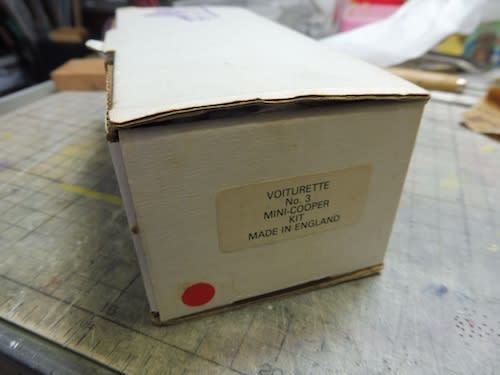 VOITURETTE
No. 3
MINI-COOPER
KIT
MADE IN ENGLAND